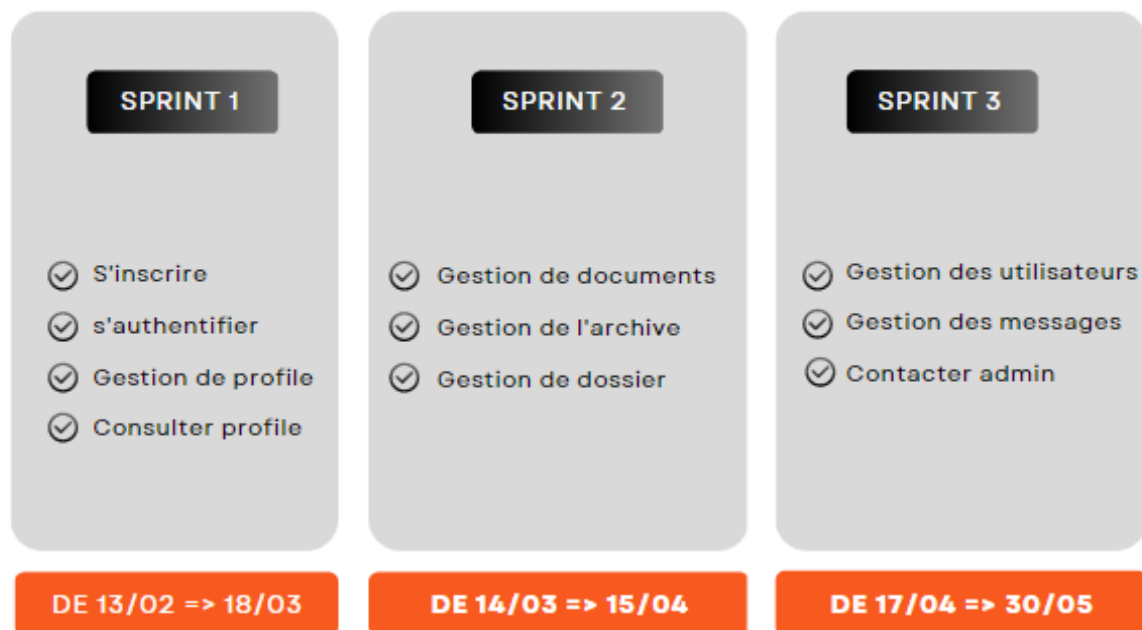 SPRINT 1
S'inscrire
s'authentifier
Gestion de profile
Consulter profile
DE 13/02 => 18/03
SPRINT 2
Gestion de documents
Gestion de l'archive
Gestion de dossier
DE 14/03 => 15/04
SPRINT 3
Gestion des utilisateurs
Gestion des messages
Contacter admin
DE 17/04 => 30/05